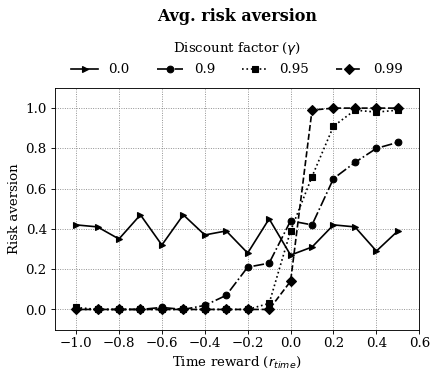 Avg. risk aversion
Discount factor (γ)
0.0 0.9 0.95 0.99
1.0
0.8
0.6
0.4
0.2
0.0
Risk aversion
−1.0 −0.8 −0.6 −0.4 −0.2 0.0 0.2 0.4 0.6
Time reward (r_time)